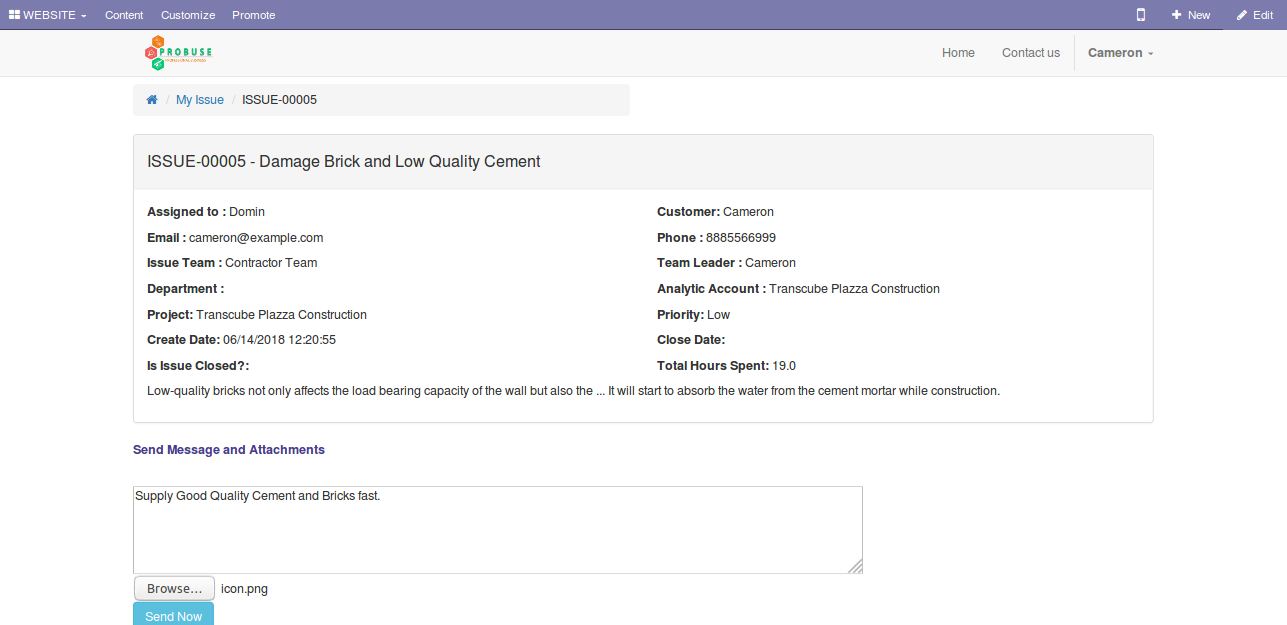 WEBSITE Content Customize Promote New Edit
PROBUSE Home Contact us Cameron
/ My Issue / ISSUE-00005
ISSUE-00005 - Damage Brick and Low Quality Cement
Assigned to : Domin Customer: Cameron
Email : cameron@example.com Phone : 8885566999
Issue Team : Contractor Team Team Leader : Cameron
Department : Analytic Account : Transcube Plazza Construction
Project: Transcube Plazza Construction Priority: Low
Create Date: 06/14/2018 12:20:55 Close Date:
Is Issue Closed?: Total Hours Spent: 19.0
Low-quality bricks not only affects the load bearing capacity of the wall but also the ... It will start to absorb the water from the cement mortar while construction.
Send Message and Attachments
Supply Good Quality Cement and Bricks fast.
Browse... icon.png
Send Now